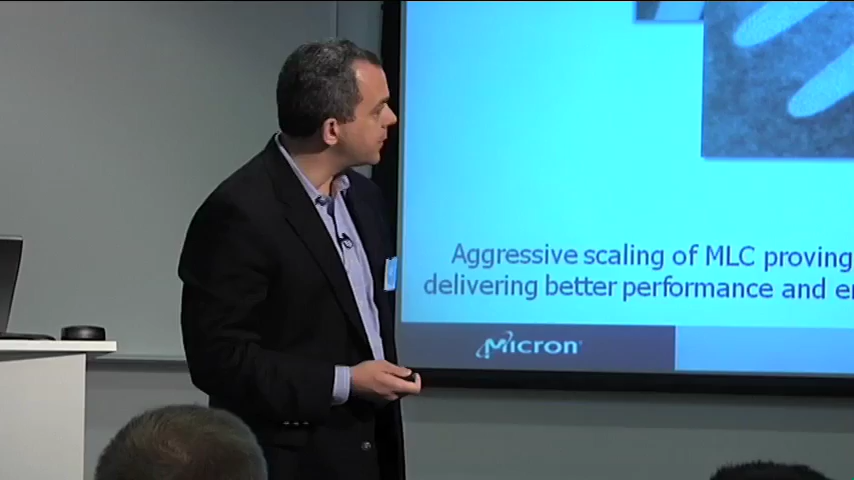 Aggressive scaling of MLC proving
delivering better performance and
Micron